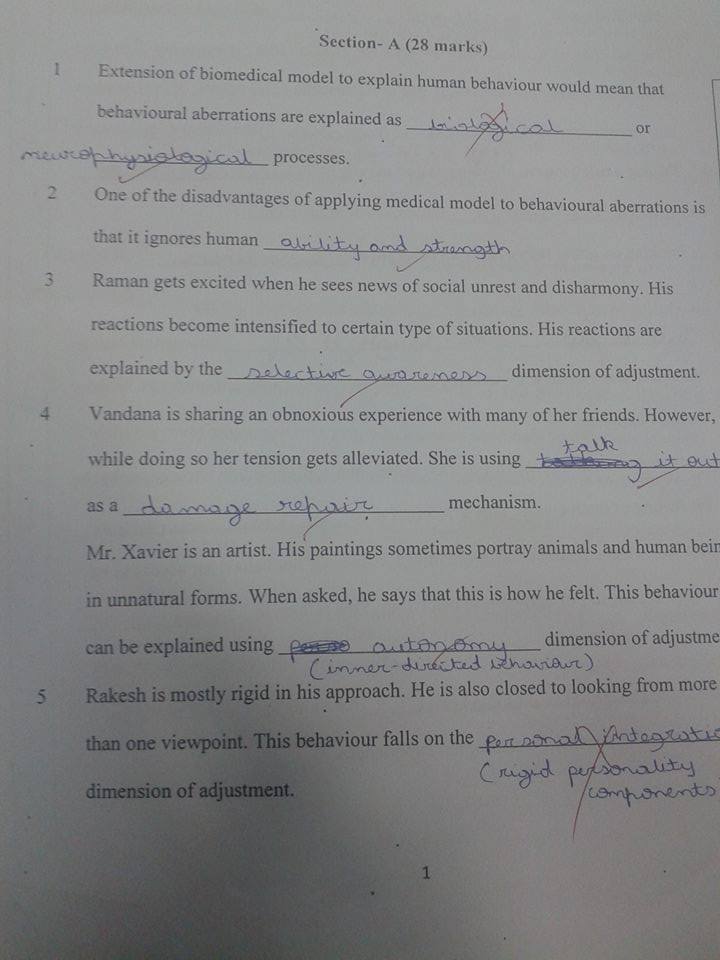 Section- A (28 marks)
1 Extension of biomedical model to explain human behaviour would mean that
behavioural aberrations are explained as biological or
neurophysiological processes.
2 One of the disadvantages of applying medical model to behavioural aberrations is
that it ignores human ability and strength
3 Raman gets excited when he sees news of social unrest and disharmony. His
reactions become intensified to certain type of situations. His reactions are
explained by the selective awareness dimension of adjustment.
4 Vandana is sharing an obnoxious experience with many of her friends. However,
talk
while doing so her tension gets alleviated. She is using it out
as a damage repair mechanism.
Mr. Xavier is an artist. His paintings sometimes portray animals and human bein
in unnatural forms. When asked, he says that this is how he felt. This behaviour
can be explained using autonomy dimension of adjustme
(inner-directed behaviour)
5 Rakesh is mostly rigid in his approach. He is also closed to looking from more
than one viewpoint. This behaviour falls on the personal integratio
(rigid personality
dimension of adjustment. components
1